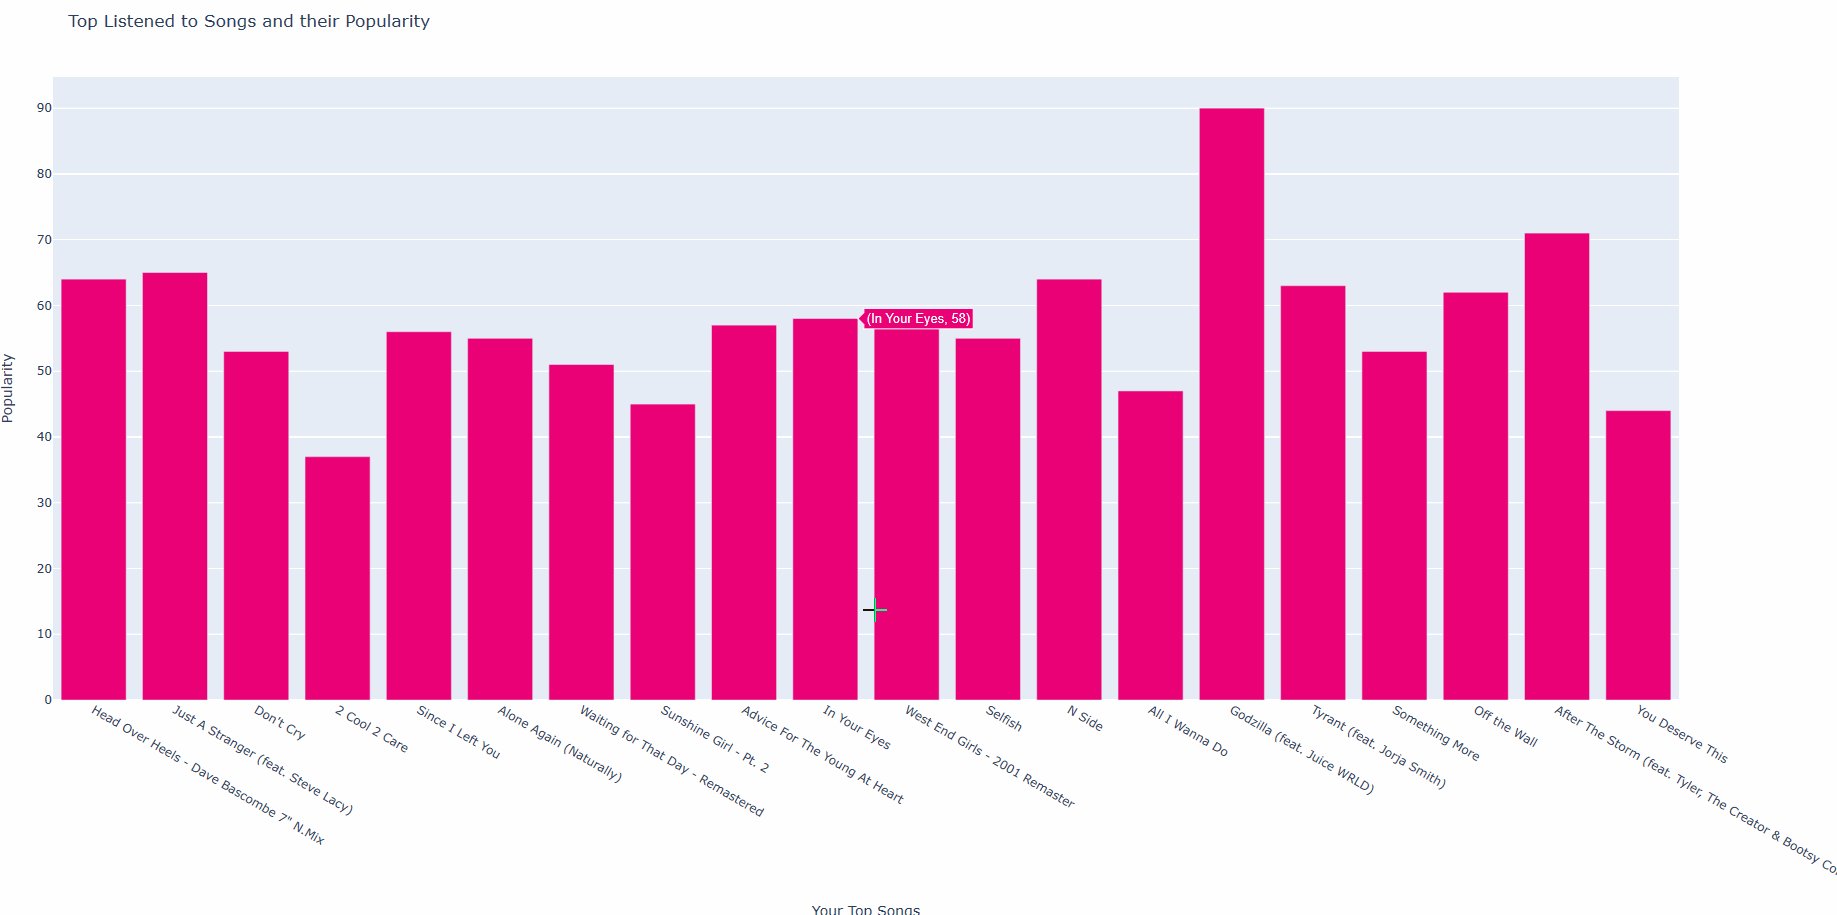 Top Listened to Songs and their Popularity
90
80
70
60
50
40
30
20
10
0
Popularity
(In Your Eyes, 58)
Head Over Heels - Dave Bascombe 7" N.Mix
Just A Stranger (feat. Steve Lacy)
Don't Cry
2 Cool 2 Care
Since I Left You
Alone Again (Naturally)
Waiting for That Day - Remastered
Sunshine Girl - Pt. 2
Advice For The Young At Heart
In Your Eyes
West End Girls - 2001 Remaster
Selfish
N Side
All I Wanna Do
Godzilla (feat. Juice WRLD)
Tyrant (feat. Jorja Smith)
Something More
Off the Wall
After The Storm (feat. Tyler, The Creator & Bootsy
You Deserve This
Your Top Songs